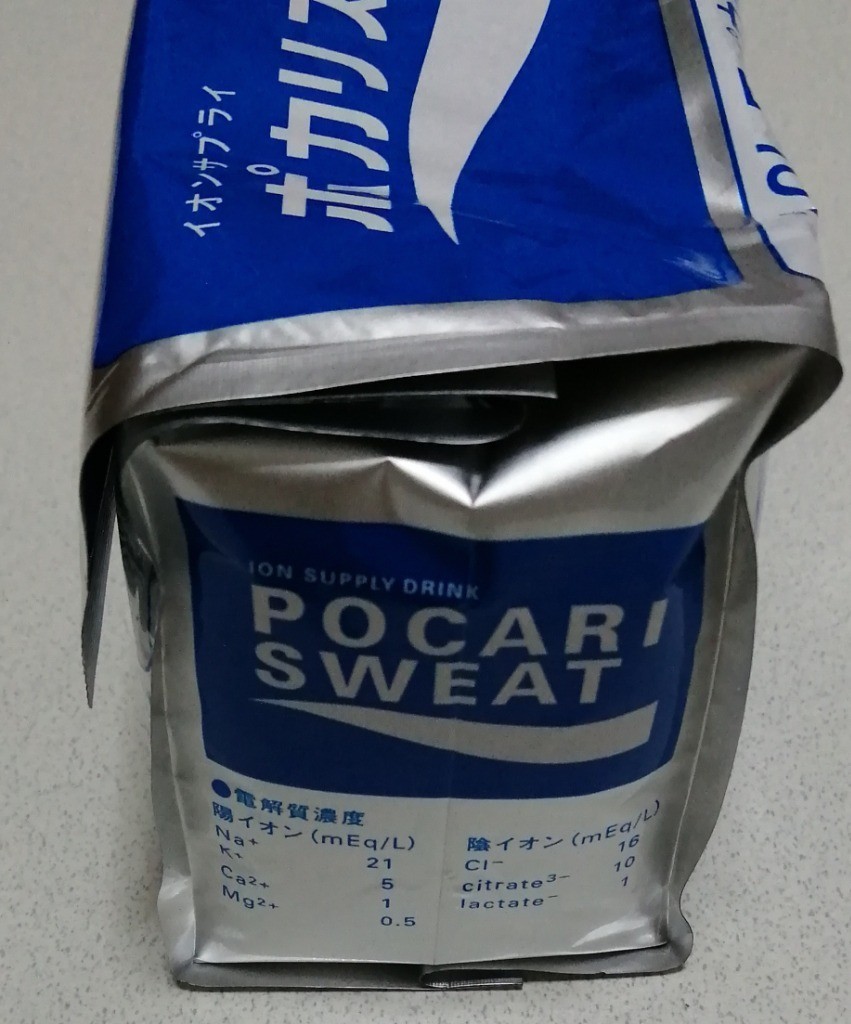 イオンサプライ
ポカリス
ION SUPPLY DRINK
POCARI
SWEAT
●電解質濃度
陽イオン (mEq/L)
Na⁺ 21
K⁺ 5
Ca²⁺ 1
Mg²⁺ 0.5
陰イオン (mEq/L)
Cl⁻ 16
citrate³⁻ 10
lactate⁻ 1